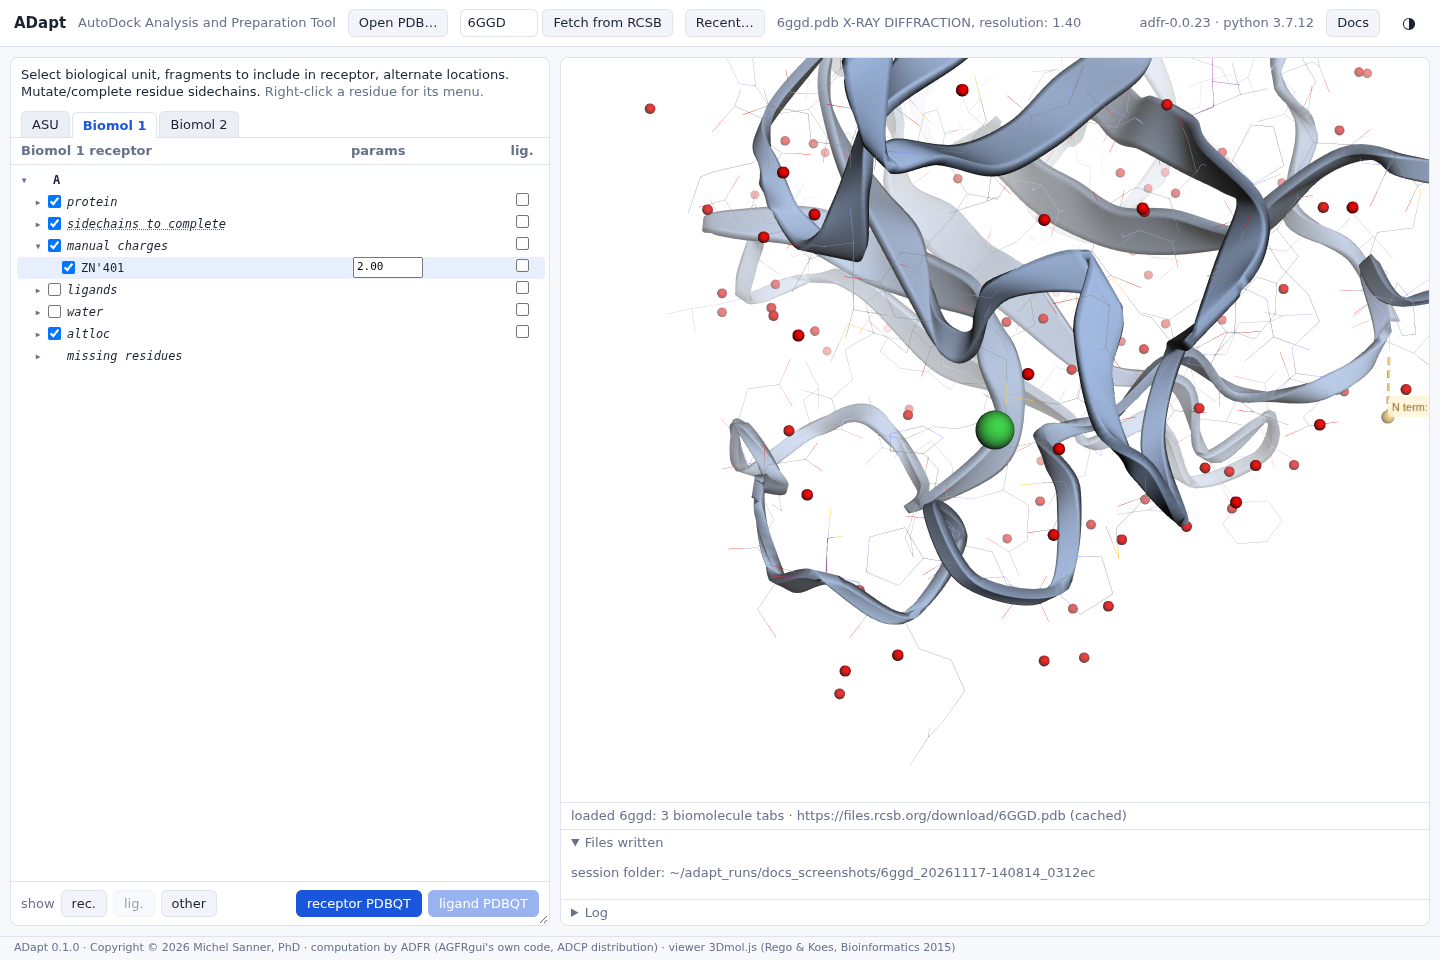 ADapt AutoDock Analysis and Preparation Tool Open PDB... 6GGD Fetch from RCSB Recent... 6ggd.pdb X-RAY DIFFRACTION, resolution: 1.40 adfr-0.0.23 · python 3.7.12 Docs
Select biological unit, fragments to include in receptor, alternate locations.
Mutate/complete residue sidechains. Right-click a residue for its menu.
ASU Biomol 1 Biomol 2
Biomol 1 receptor params lig.
A
protein
sidechains to complete
manual charges
ZN'401 2.00
ligands
water
altloc
missing residues
N term:
loaded 6ggd: 3 biomolecule tabs · https://files.rcsb.org/download/6GGD.pdb (cached)
Files written
session folder: ~/adapt_runs/docs_screenshots/6ggd_20261117-140814_0312ec
Log
show rec. lig. other receptor PDBQT ligand PDBQT
ADapt 0.1.0 · Copyright © 2026 Michel Sanner, PhD · computation by ADFR (AGFRgui's own code, ADCP distribution) · viewer 3Dmol.js (Rego & Koes, Bioinformatics 2015)